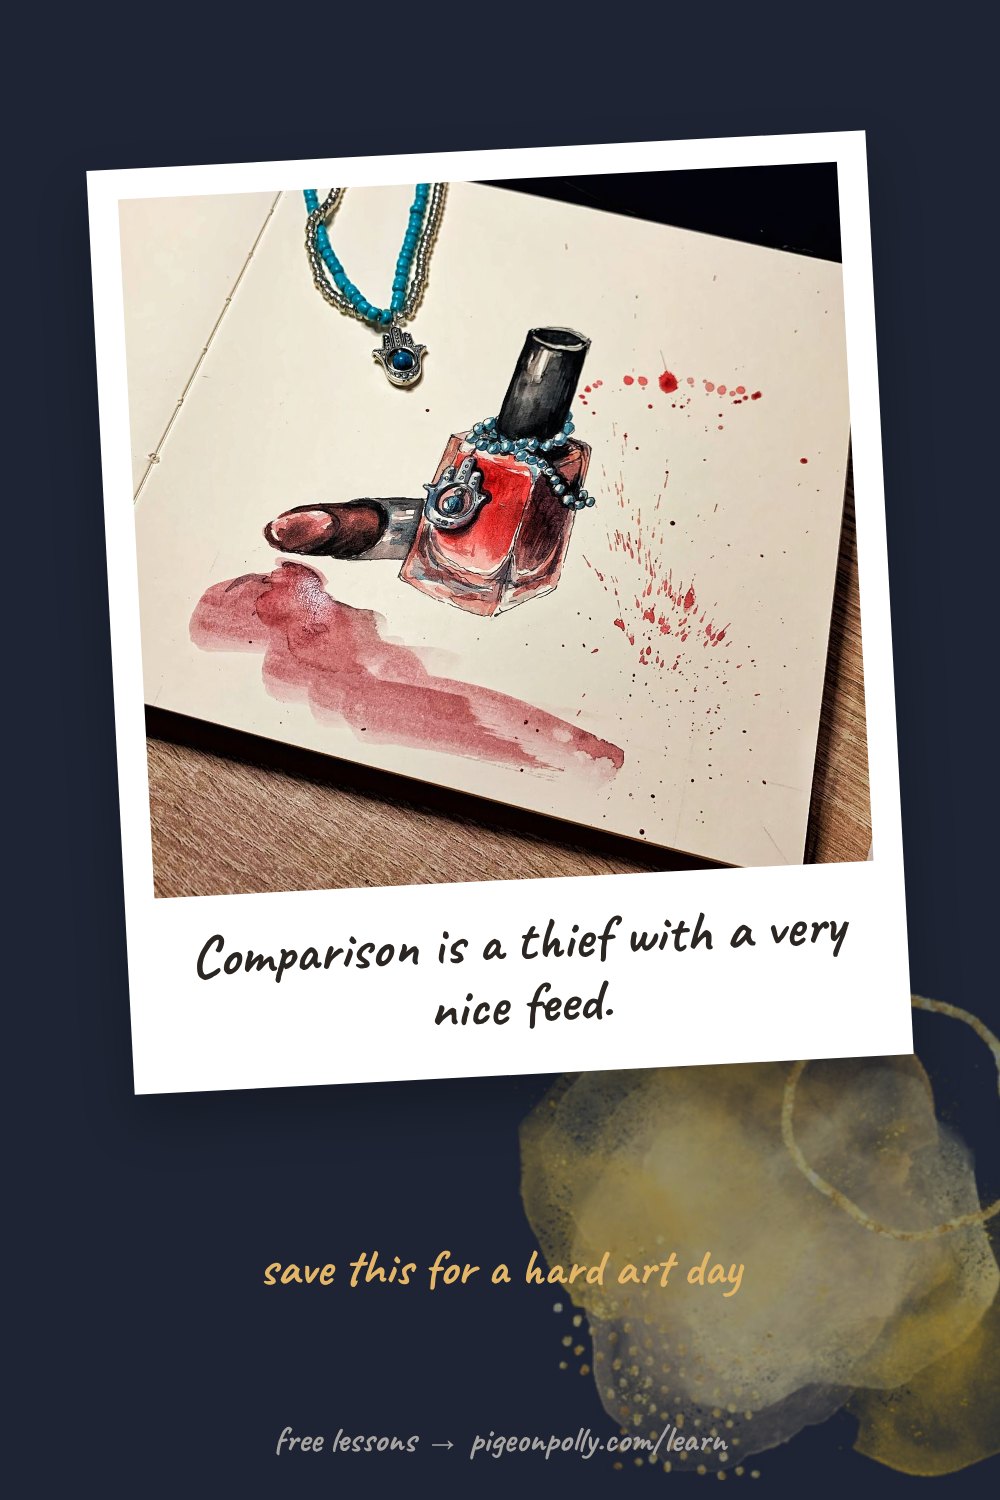 Comparison is a thief with a very
nice feed.
save this for a hard art day
free lessons → pigeonpolly.com/learn